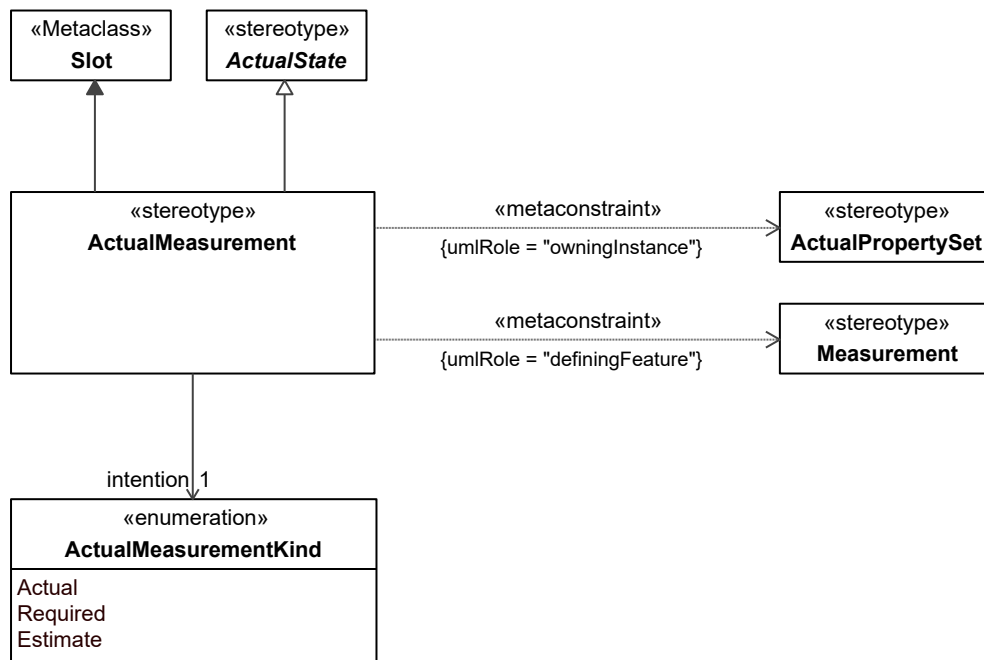 «Metaclass»
Slot
«stereotype»
ActualState
«stereotype»
ActualMeasurement
«metaconstraint»
{umlRole = "owningInstance"}
«stereotype»
ActualPropertySet
«metaconstraint»
{umlRole = "definingFeature"}
«stereotype»
Measurement
intention 1
«enumeration»
ActualMeasurementKind
Actual
Required
Estimate